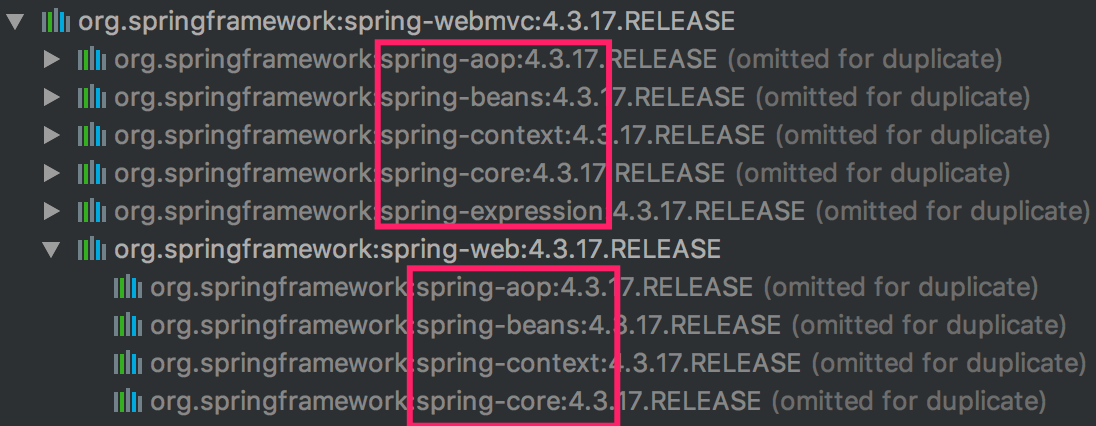 org.springframework:spring-webmvc:4.3.17.RELEASE
org.springframework:spring-aop:4.3.17.RELEASE (omitted for duplicate)
org.springframework:spring-beans:4.3.17.RELEASE (omitted for duplicate)
org.springframework:spring-context:4.3.17.RELEASE (omitted for duplicate)
org.springframework:spring-core:4.3.17.RELEASE (omitted for duplicate)
org.springframework:spring-expression:4.3.17.RELEASE (omitted for duplicate)
org.springframework:spring-web:4.3.17.RELEASE
org.springframework:spring-aop:4.3.17.RELEASE (omitted for duplicate)
org.springframework:spring-beans:4.3.17.RELEASE (omitted for duplicate)
org.springframework:spring-context:4.3.17.RELEASE (omitted for duplicate)
org.springframework:spring-core:4.3.17.RELEASE (omitted for duplicate)